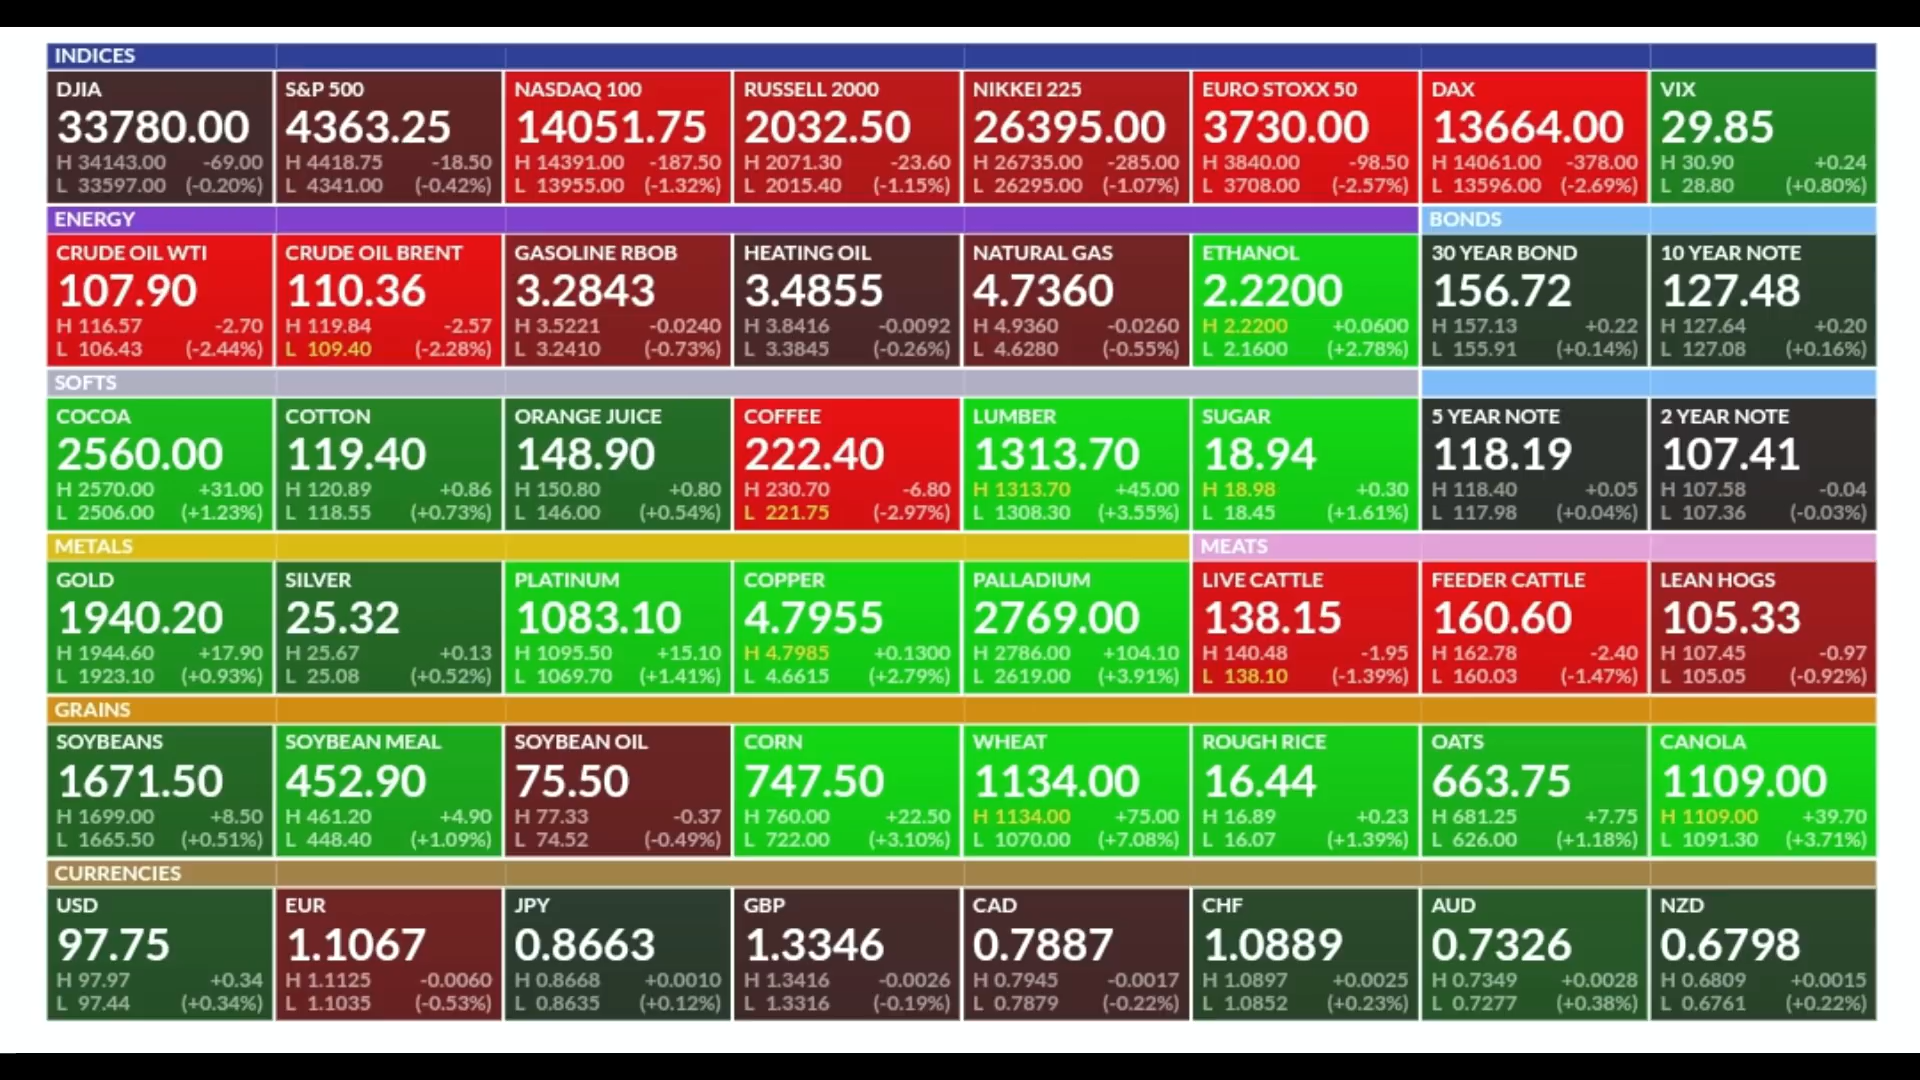 INDICES
DJIA S&P 500 NASDAQ 100 RUSSELL 2000 NIKKEI 225 EURO STOXX 50 DAX VIX
33780.00 4363.25 14051.75 2032.50 26395.00 3730.00 13664.00 29.85
H 34143.00 -69.00 H 4418.75 -18.50 H 14391.00 -187.50 H 2071.30 -23.60 H 26735.00 -285.00 H 3840.00 -98.50 H 14061.00 -378.00 H 30.90 +0.24
L 33597.00 (-0.20%) L 4341.00 (-0.42%) L 13955.00 (-1.32%) L 2015.40 (-1.15%) L 26295.00 (-1.07%) L 3708.00 (-2.57%) L 13596.00 (-2.69%) L 28.80 (+0.80%)
ENERGY BONDS
CRUDE OIL WTI CRUDE OIL BRENT GASOLINE RBOB HEATING OIL NATURAL GAS ETHANOL 30 YEAR BOND 10 YEAR NOTE
107.90 110.36 3.2843 3.4855 4.7360 2.2200 156.72 127.48
H 116.57 -2.70 H 119.84 -2.57 H 3.5221 -0.0240 H 3.8416 -0.0092 H 4.9360 -0.0260 H 2.2200 +0.0600 H 157.13 +0.22 H 127.64 +0.20
L 106.43 (-2.44%) L 109.40 (-2.28%) L 3.2410 (-0.73%) L 3.3845 (-0.26%) L 4.6280 (-0.55%) L 2.1600 (+2.78%) L 155.91 (+0.14%) L 127.08 (+0.16%)
SOFTS
COCOA COTTON ORANGE JUICE COFFEE LUMBER SUGAR 5 YEAR NOTE 2 YEAR NOTE
2560.00 119.40 148.90 222.40 1313.70 18.94 118.19 107.41
H 2570.00 +31.00 H 120.89 +0.86 H 150.80 +0.80 H 230.70 -6.80 H 1313.70 +45.00 H 18.98 +0.30 H 118.40 +0.05 H 107.58 -0.04
L 2506.00 (+1.23%) L 118.55 (+0.73%) L 146.00 (+0.54%) L 221.75 (-2.97%) L 1308.30 (+3.55%) L 18.45 (+1.61%) L 117.98 (+0.04%) L 107.36 (-0.03%)
METALS MEATS
GOLD SILVER PLATINUM COPPER PALLADIUM LIVE CATTLE FEEDER CATTLE LEAN HOGS
1940.20 25.32 1083.10 4.7955 2769.00 138.15 160.60 105.33
H 1944.60 +17.90 H 25.67 +0.13 H 1095.50 +15.10 H 4.7985 +0.1300 H 2786.00 +104.10 H 140.48 -1.95 H 162.78 -2.40 H 107.45 -0.97
L 1923.10 (+0.93%) L 25.08 (+0.52%) L 1069.70 (+1.41%) L 4.6615 (+2.79%) L 2619.00 (+3.91%) L 138.10 (-1.39%) L 160.03 (-1.47%) L 105.05 (-0.92%)
GRAINS
SOYBEANS SOYBEAN MEAL SOYBEAN OIL CORN WHEAT ROUGH RICE OATS CANOLA
1671.50 452.90 75.50 747.50 1134.00 16.44 663.75 1109.00
H 1699.00 +8.50 H 461.20 +4.90 H 77.33 -0.37 H 760.00 +22.50 H 1134.00 +75.00 H 16.89 +0.23 H 681.25 +7.75 H 1109.00 +39.70
L 1665.50 (+0.51%) L 448.40 (+1.09%) L 74.52 (-0.49%) L 722.00 (+3.10%) L 1070.00 (+7.08%) L 16.07 (+1.39%) L 626.00 (+1.18%) L 1091.30 (+3.71%)
CURRENCIES
USD EUR JPY GBP CAD CHF AUD NZD
97.75 1.1067 0.8663 1.3346 0.7887 1.0889 0.7326 0.6798
H 97.97 +0.34 H 1.1125 -0.0060 H 0.8668 +0.0010 H 1.3416 -0.0026 H 0.7945 -0.0017 H 1.0897 +0.0025 H 0.7349 +0.0028 H 0.6809 +0.0015
L 97.44 (+0.34%) L 1.1035 (-0.53%) L 0.8635 (+0.12%) L 1.3316 (-0.19%) L 0.7879 (-0.22%) L 1.0852 (+0.23%) L 0.7277 (+0.38%) L 0.6761 (+0.22%)